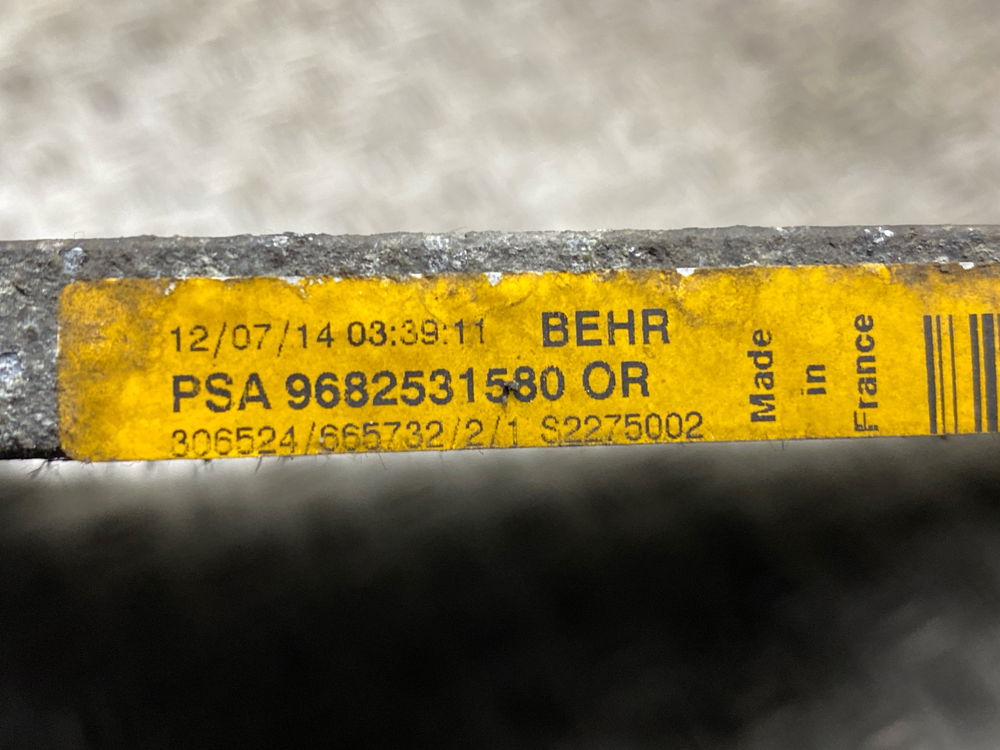 12/07/14 03:39:11 BEHR
PSA 9682531580 OR
306524/665732/2/1 S2275002
Made
in
France